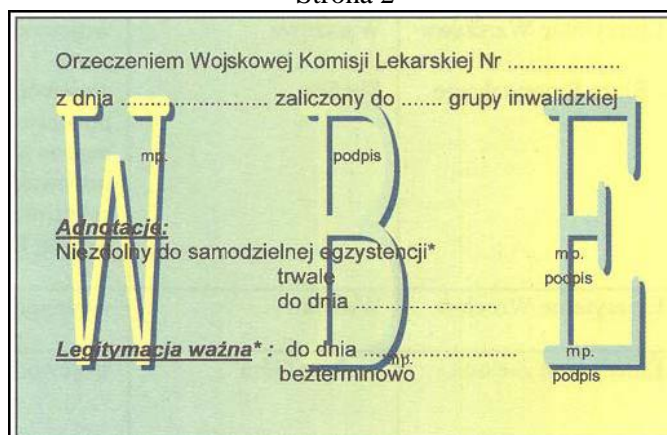 Strona 2
Orzeczeniem Wojskowej Komisji Lekarskiej Nr ....................
z dnia .......................... zaliczony do ....... grupy inwalidzkiej
mp. podpis
W B E
Adnotacje:
Niezdolny do samodzielnej egzystencji* mp.
trwale podpis
do dnia .........................
Legitymacja ważna* : do dnia ............................ mp.
mp.
bezterminowo podpis